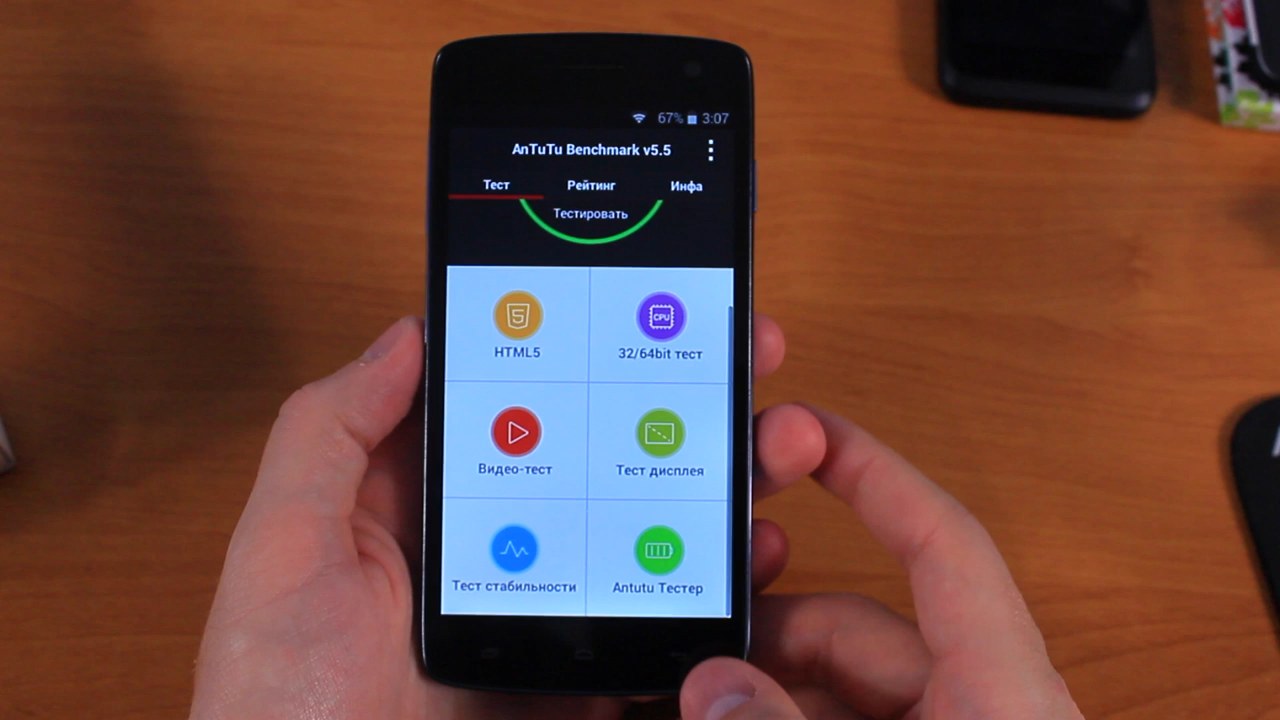 67% 3:07
AnTuTu Benchmark v5.5
Тест Рейтинг Инфа
Тестировать
5 CPU
HTML5 32/64bit тест
Видео-тест Тест дисплея
Тест стабильности Antutu Тестер